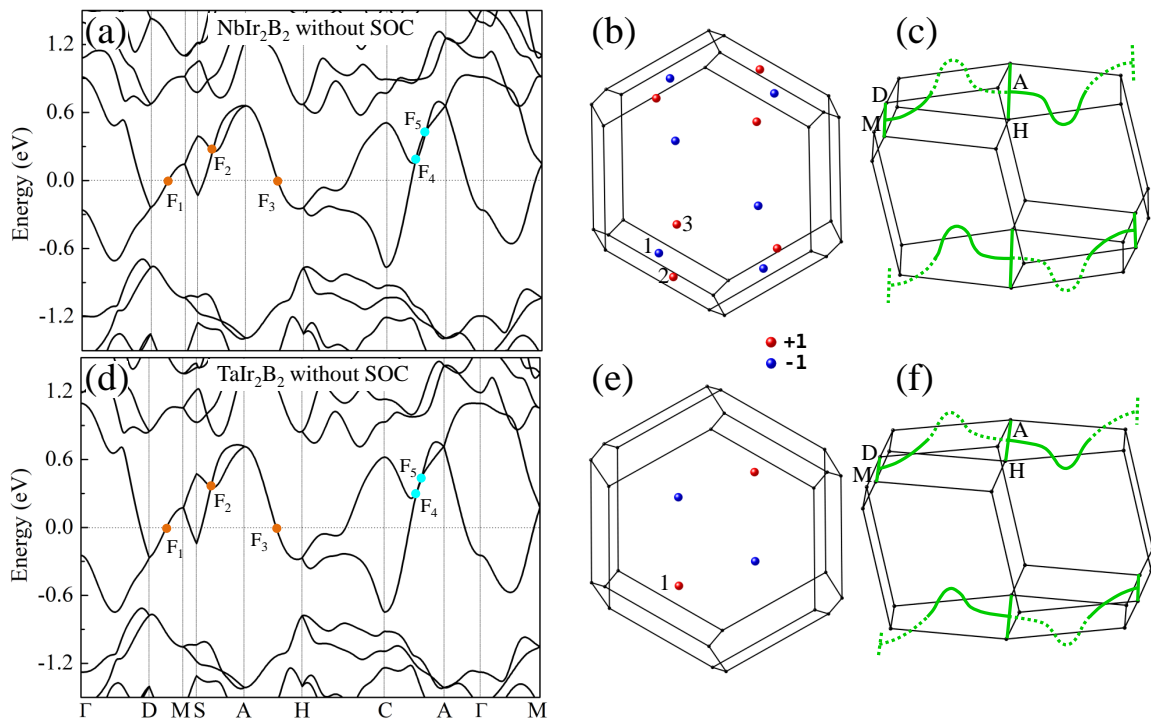 (a) NbIr₂B₂ without SOC
Energy (eV)
1.2
0.6
0.0
-0.6
-1.2
F₁
F₂
F₃
F₅
F₄
(b)
3
1
2
(c)
D
M
A
H
+1
-1
(d) TaIr₂B₂ without SOC
Energy (eV)
1.2
0.6
0.0
-0.6
-1.2
F₁
F₂
F₃
F₅
F₄
Γ D M S A H C A Γ M
(e)
1
(f)
D
M
A
H